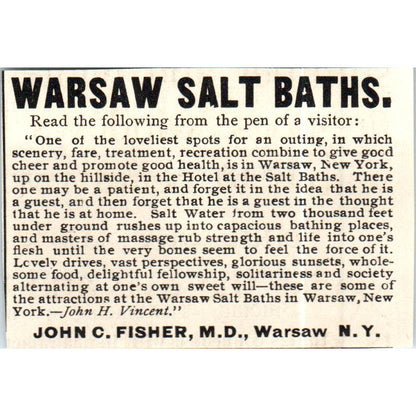 WARSAW SALT BATHS.
Read the following from the pen of a visitor:
"One of the loveliest spots for an outing, in which
scenery, fare, treatment, recreation combine to give good
cheer and promote good health, is in Warsaw, New York,
up on the hillside, in the Hotel at the Salt Baths. There
one may be a patient, and forget it in the idea that he is
a guest, and then forget that he is a guest in the thought
that he is at home. Salt Water from two thousand feet
under ground rushes up into capacious bathing places,
and masters of massage rub strength and life into one's
flesh until the very bones seem to feel the force of it.
Lovely drives, vast perspectives, glorious sunsets, whole-
some food, delightful fellowship, solitariness and society
alternating at one's own sweet will—these are some of
the attractions at the Warsaw Salt Baths in Warsaw, New
York.—John H. Vincent."
JOHN C. FISHER, M.D., Warsaw N. Y.